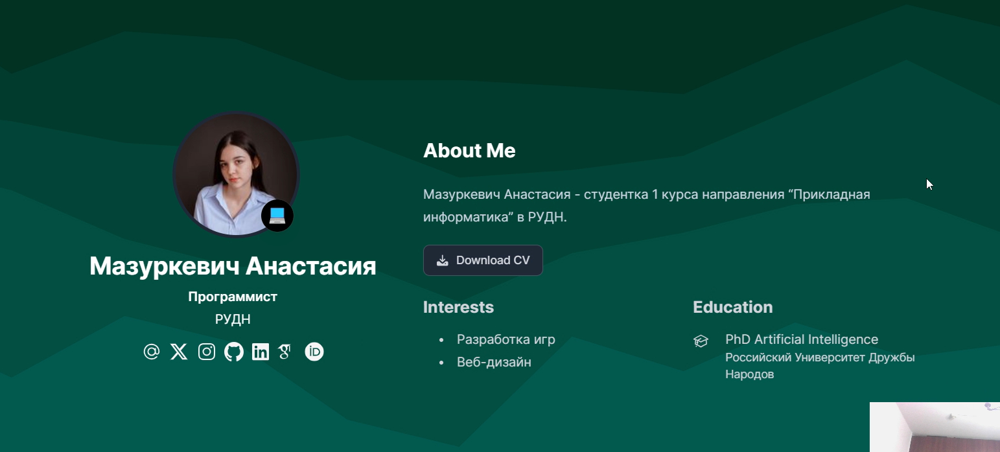 Мазуркевич Анастасия
Программист
РУДН
About Me
Мазуркевич Анастасия - студентка 1 курса направления “Прикладная
информатика” в РУДН.
Download CV
Interests
Разработка игр
Веб-дизайн
Education
PhD Artificial Intelligence
Российский Университет Дружбы
Народов